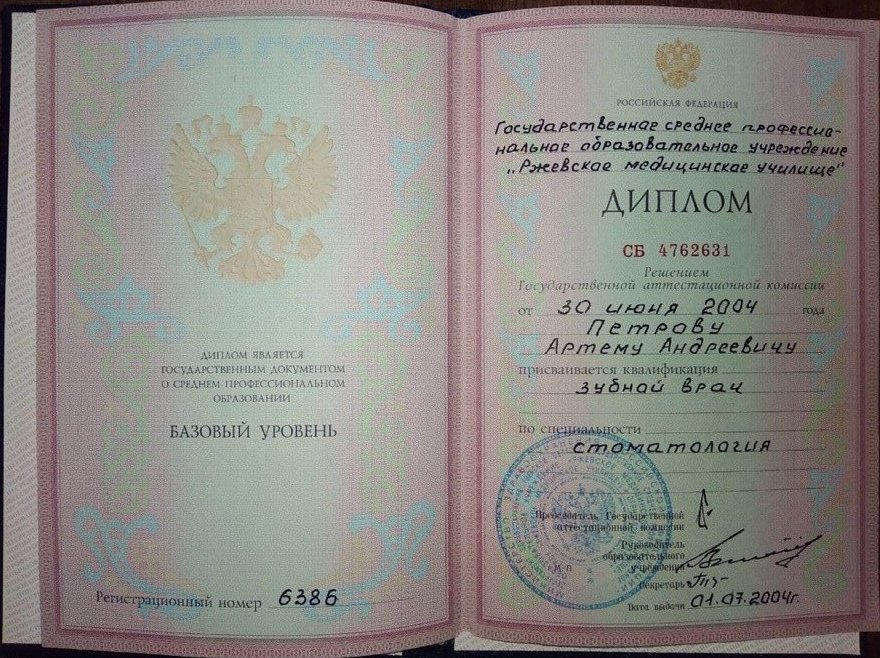 ДИПЛОМ ЯВЛЯЕТСЯ
ГОСУДАРСТВЕННЫМ ДОКУМЕНТОМ
О СРЕДНЕМ ПРОФЕССИОНАЛЬНОМ
ОБРАЗОВАНИИ
БАЗОВЫЙ УРОВЕНЬ
Регистрационный номер 6386
РОССИЙСКАЯ ФЕДЕРАЦИЯ
Государственное среднее профессио-
нальное образовательное учреждение
„Ржевское медицинское училище"
ДИПЛОМ
СБ 4762631
Решением
Государственной аттестационной комиссии
от 30 июня 2004 года
Петрову
Артему Андреевичу
присваивается квалификация
зубной врач
по специальности
стоматология
Председатель Государственной
аттестационной комиссии
Руководитель
образовательного
учреждения
М П
Секретарь
Дата выдачи 01.07.2004г.